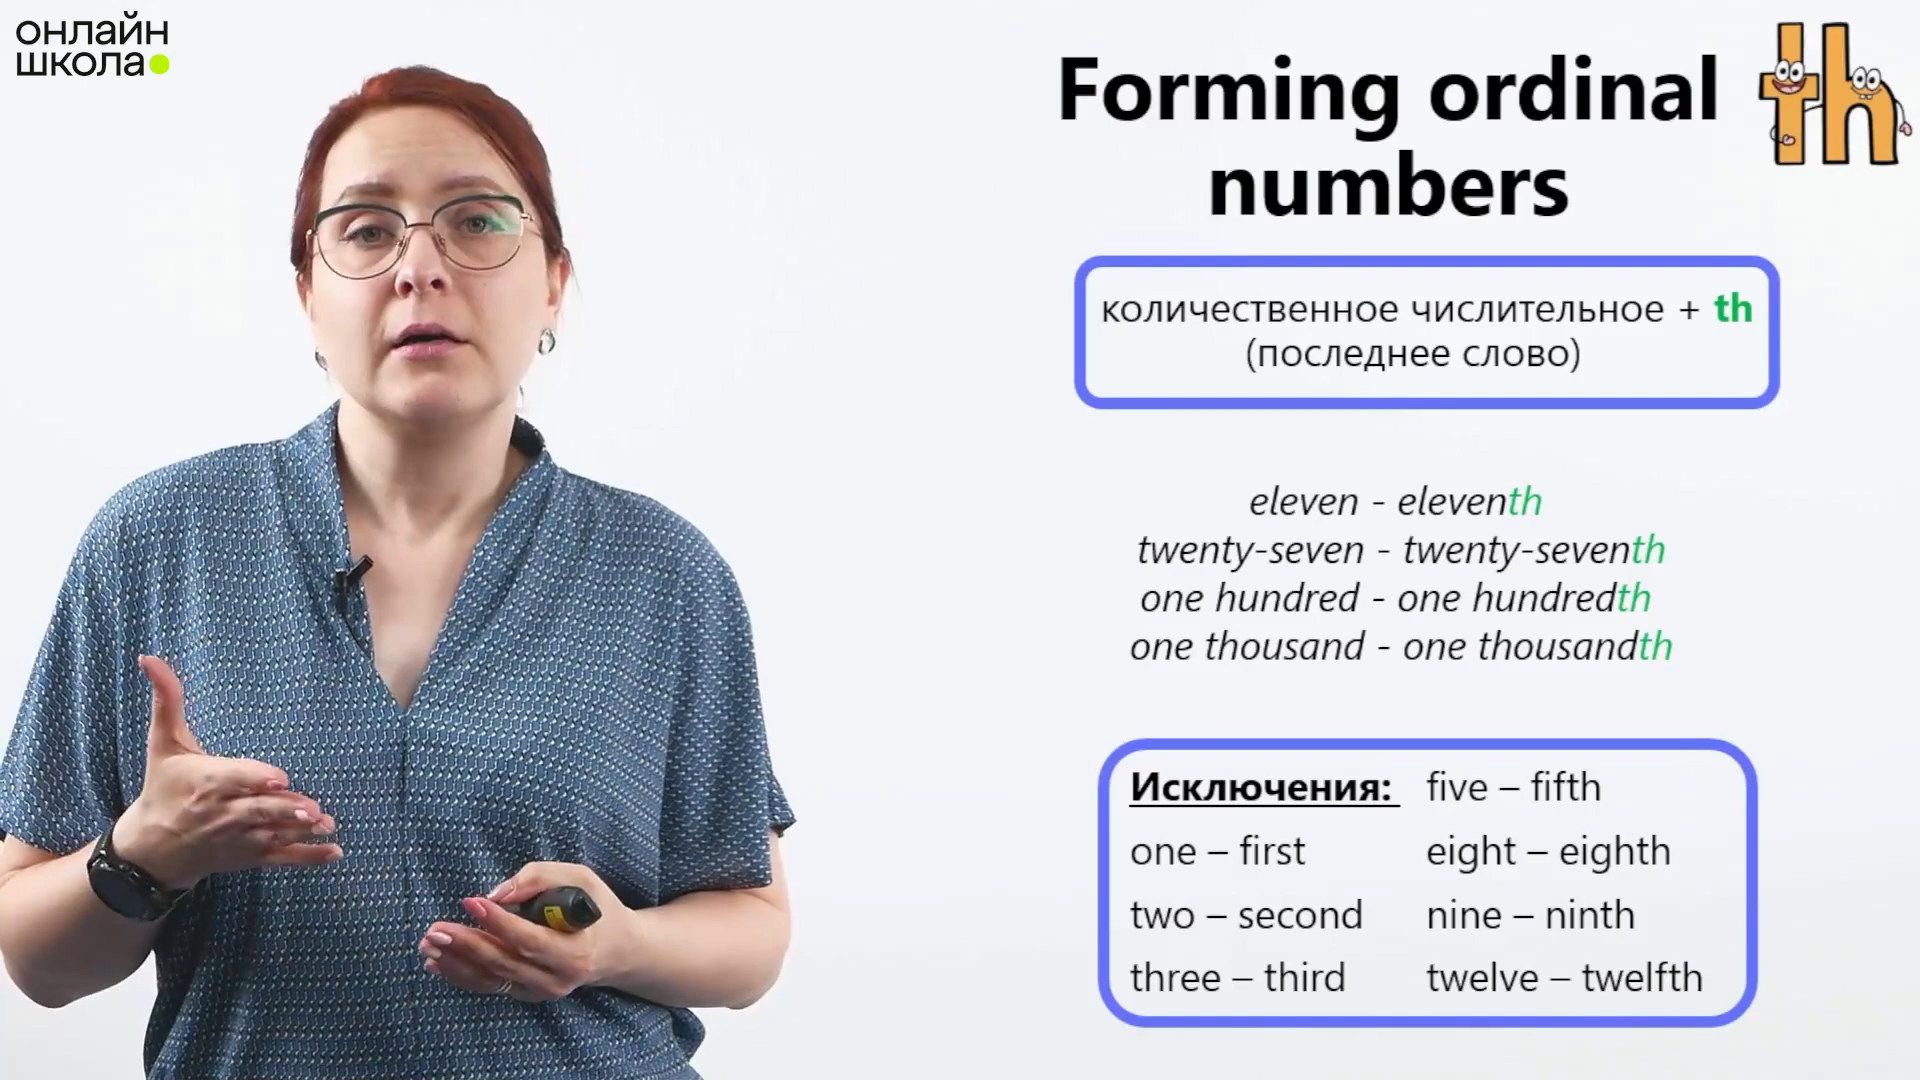 онлайн
школа
Forming ordinal
numbers
th
количественное числительное + th
(последнее слово)
eleven - eleventh
twenty-seven - twenty-seventh
one hundred - one hundredth
one thousand - one thousandth
Исключения: five – fifth
one – first eight – eighth
two – second nine – ninth
three – third twelve – twelfth